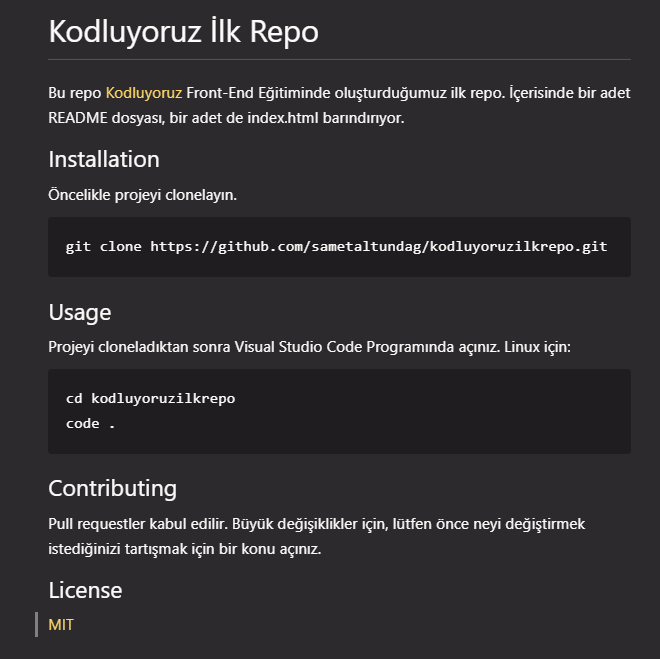 Kodluyoruz İlk Repo
Bu repo Kodluyoruz Front-End Eğitiminde oluşturduğumuz ilk repo. İçerisinde bir adet
README dosyası, bir adet de index.html barındırıyor.
Installation
Öncelikle projeyi clonelayın.
git clone https://github.com/sametaltundag/kodluyoruzilkrepo.git
Usage
Projeyi cloneladıktan sonra Visual Studio Code Programında açınız. Linux için:
cd kodluyoruzilkrepo
code .
Contributing
Pull requestler kabul edilir. Büyük değişiklikler için, lütfen önce neyi değiştirmek
istediğinizi tartışmak için bir konu açınız.
License
MIT